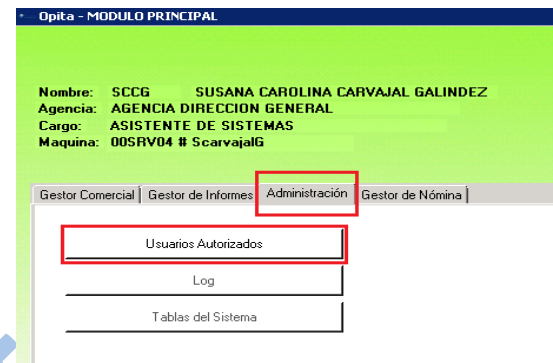 Opita - MODULO PRINCIPAL
Nombre: SCCG SUSANA CAROLINA CARVAJAL GALINDEZ
Agencia: AGENCIA DIRECCION GENERAL
Cargo: ASISTENTE DE SISTEMAS
Maquina: 00SRV04 # ScarvajalG
Gestor Comercial Gestor de Informes Administración Gestor de Nómina
Usuarios Autorizados
Log
Tablas del Sistema